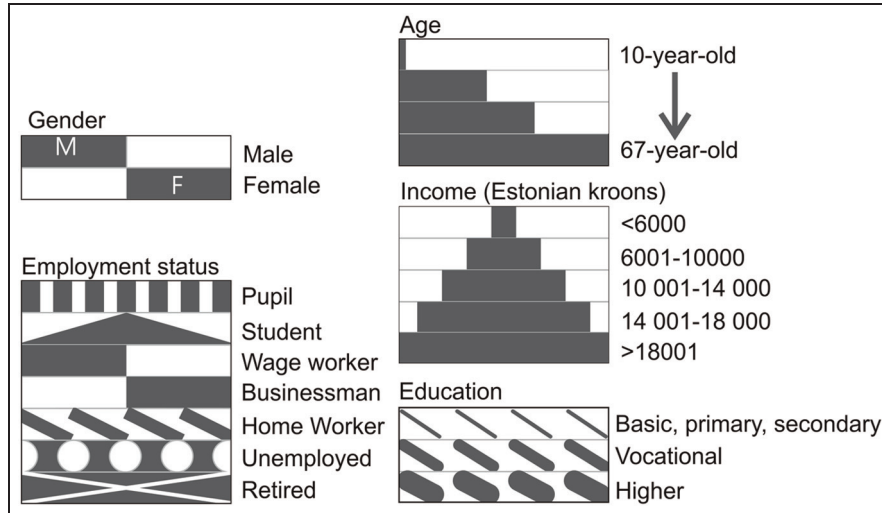 Gender
M
Male
F
Female
Employment status
Pupil
Student
Wage worker
Businessman
Home Worker
Unemployed
Retired
Age
10-year-old
67-year-old
Income (Estonian kroons)
<6000
6001-10000
10 001-14 000
14 001-18 000
>18001
Education
Basic, primary, secondary
Vocational
Higher